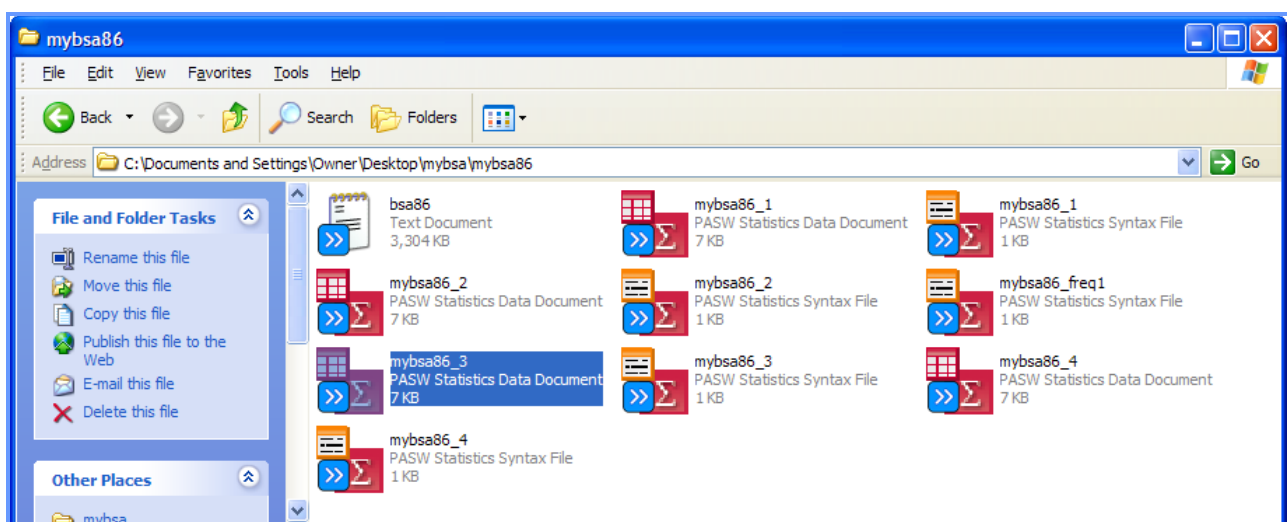 mybsa86
File Edit View Favorites Tools Help
Back Search Folders
Address C:\Documents and Settings\Owner\Desktop\mybsa\mybsa86 Go
File and Folder Tasks
Rename this file
Move this file
Copy this file
Publish this file to the
Web
E-mail this file
Delete this file
Other Places
mybsa
bsa86
Text Document
3,304 KB
mybsa86_1
PASW Statistics Data Document
7 KB
mybsa86_1
PASW Statistics Syntax File
1 KB
mybsa86_2
PASW Statistics Data Document
7 KB
mybsa86_2
PASW Statistics Syntax File
1 KB
mybsa86_freq1
PASW Statistics Syntax File
1 KB
mybsa86_3
PASW Statistics Data Document
7 KB
mybsa86_3
PASW Statistics Syntax File
1 KB
mybsa86_4
PASW Statistics Data Document
7 KB
mybsa86_4
PASW Statistics Syntax File
1 KB